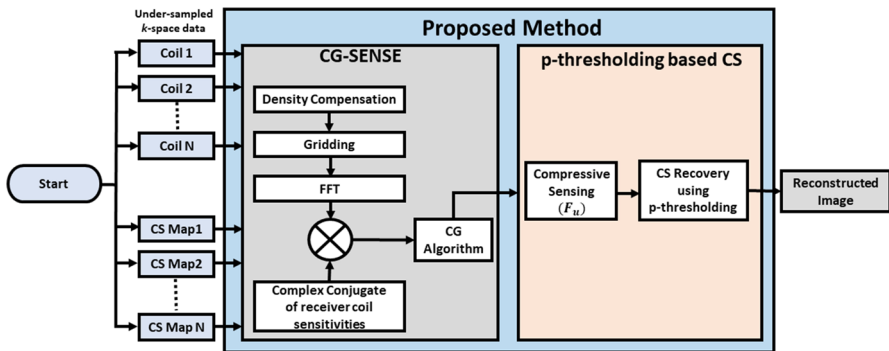 Under-sampled
k-space data
Proposed Method
CG-SENSE
p-thresholding based CS
Coil 1
Coil 2
Coil N
Start
CS Map1
CS Map2
CS Map N
Density Compensation
Gridding
FFT
CG
Algorithm
Complex Conjugate
of receiver coil
sensitivities
Compressive
Sensing
(Fu)
CS Recovery
using
p-thresholding
Reconstructed
Image